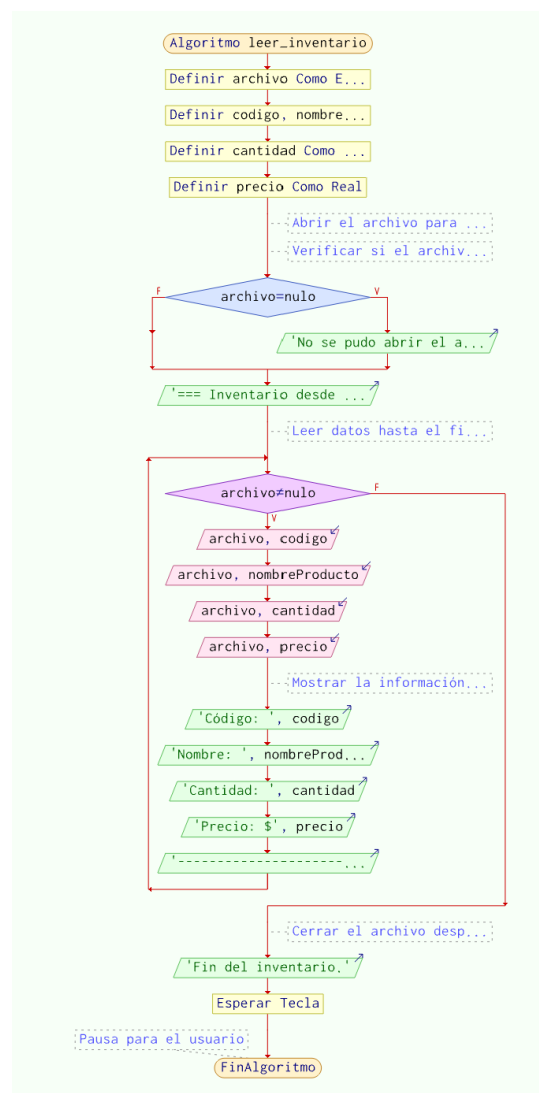 Algoritmo leer_inventario
Definir archivo Como E...
Definir codigo, nombre...
Definir cantidad Como ...
Definir precio Como Real
Abrir el archivo para ...
Verificar si el archiv...
F
archivo=nulo
V
'No se pudo abrir el a...
'=== Inventario desde ...
Leer datos hasta el fi...
archivo≠nulo
F
V
archivo, codigo
archivo, nombreProducto
archivo, cantidad
archivo, precio
Mostrar la información...
'Código: ', codigo
'Nombre: ', nombreProd...
'Cantidad: ', cantidad
'Precio: $', precio
'---------------------...
Cerrar el archivo desp...
'Fin del inventario.'
Esperar Tecla
Pausa para el usuario
FinAlgoritmo